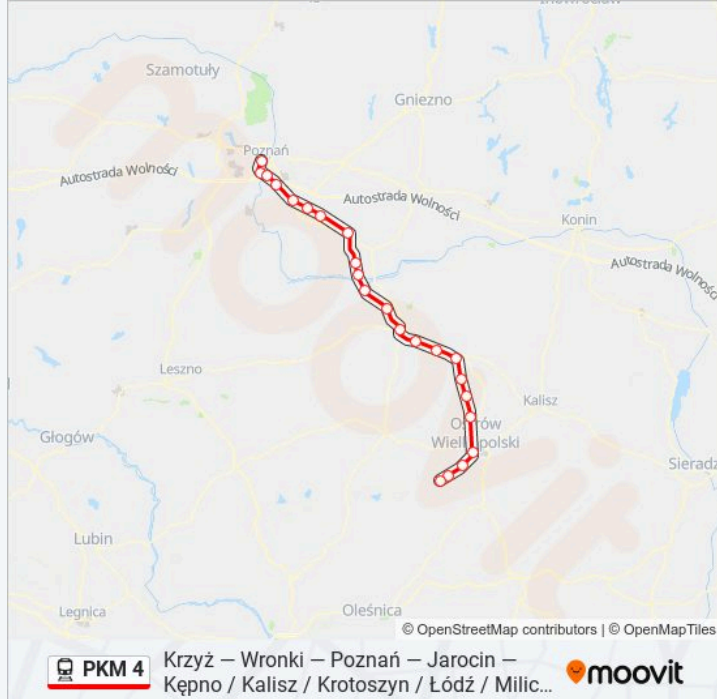 Szamotuły
Gniezno
Poznań
Autostrada Wolności
Autostrada Wolności
Konin
Autostrada Wolności
Leszno
Kalisz
Ostrów
Wielkopolski
Głogów
Sieradz
Lubin
Legnica
Oleśnica
moovit
© OpenStreetMap contributors | © OpenMapTiles
PKM 4
Krzyż – Wronki – Poznań – Jarocin –
Kępno / Kalisz / Krotoszyn / Łódź / Milic...
moovit